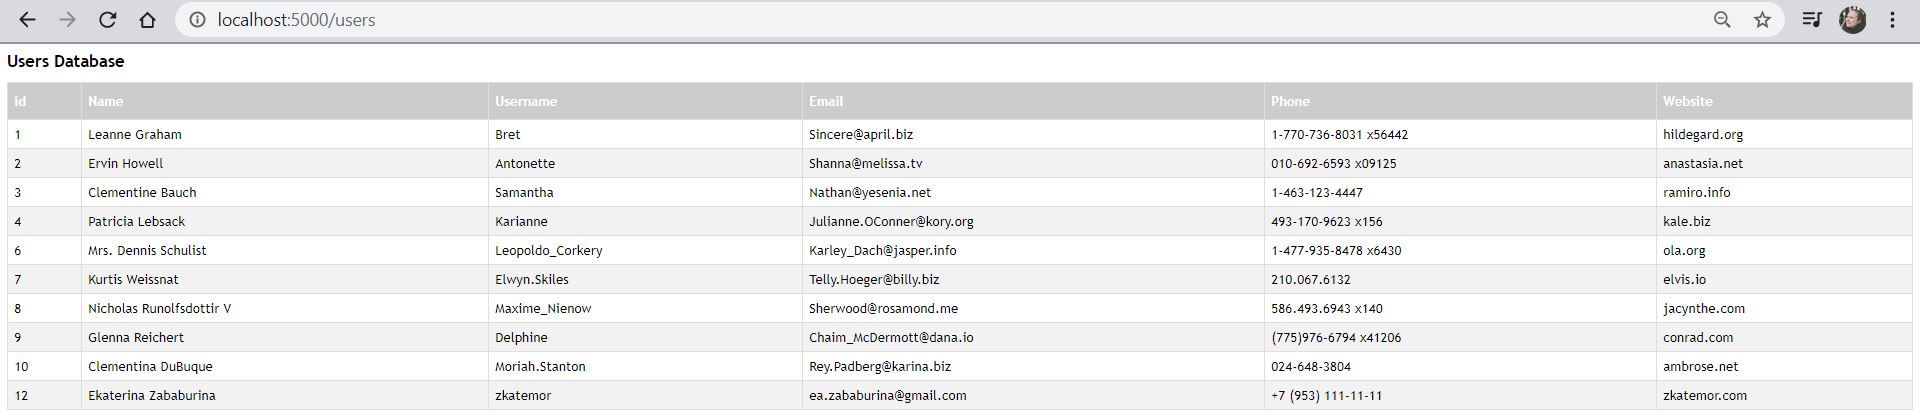 localhost:5000/users
Users Database
id Name Username Email Phone Website
1 Leanne Graham Bret Sincere@april.biz 1-770-736-8031 x56442 hildegard.org
2 Ervin Howell Antonette Shanna@melissa.tv 010-692-6593 x09125 anastasia.net
3 Clementine Bauch Samantha Nathan@yesenia.net 1-463-123-4447 ramiro.info
4 Patricia Lebsack Karianne Julianne.OConner@kory.org 493-170-9623 x156 kale.biz
6 Mrs. Dennis Schulist Leopoldo_Corkery Karley_Dach@jasper.info 1-477-935-8478 x6430 ola.org
7 Kurtis Weissnat Elwyn.Skiles Telly.Hoeger@billy.biz 210.067.6132 elvis.io
8 Nicholas Runolfsdottir V Maxime_Nienow Sherwood@rosamond.me 586.493.6943 x140 jacynthe.com
9 Glenna Reichert Delphine Chaim_McDermott@dana.io (775)976-6794 x41206 conrad.com
10 Clementina DuBuque Moriah.Stanton Rey.Padberg@karina.biz 024-648-3804 ambrose.net
12 Ekaterina Zababurina zkatemor ea.zababurina@gmail.com +7 (953) 111-11-11 zkatemor.com